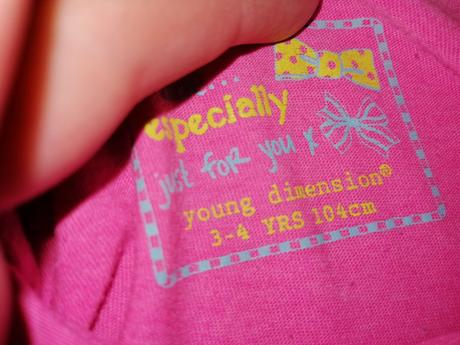 especially
just for you x
young dimension®
3-4 YRS 104cm